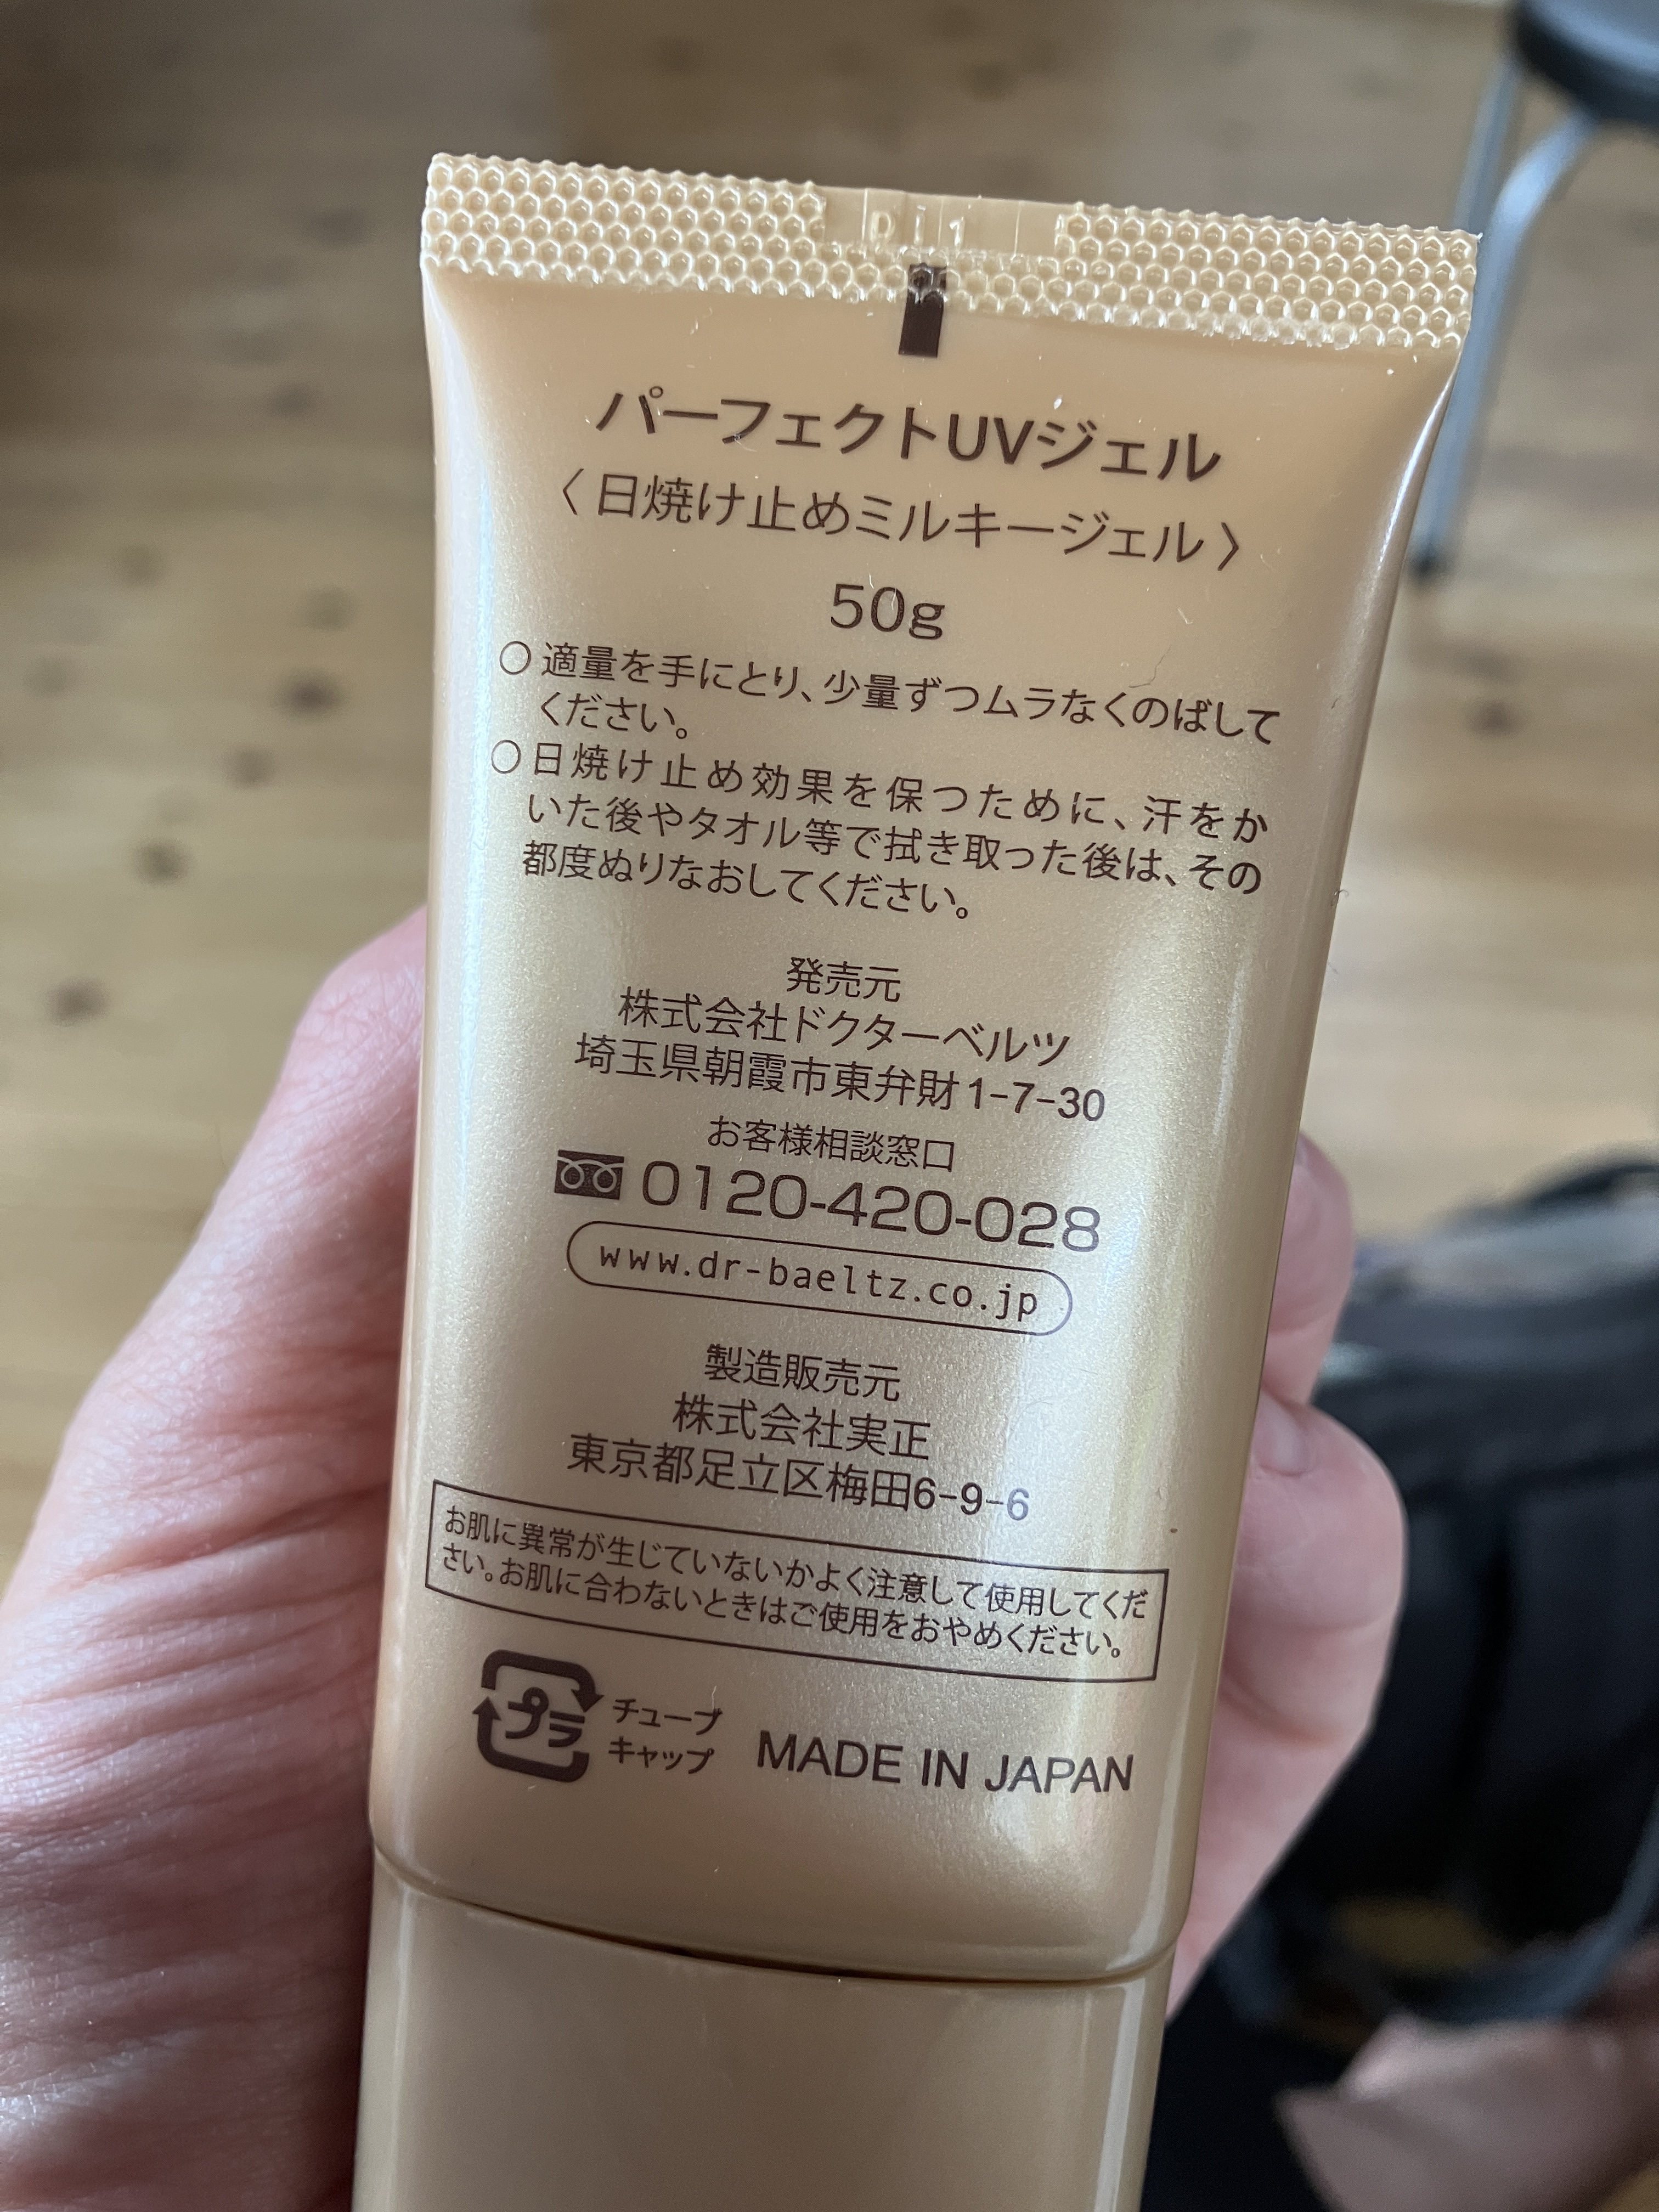 パーフェクトUVジェル
〈日焼け止めミルキージェル〉
50g
○適量を手にとり、少量ずつムラなくのばして
ください。
○日焼け止め効果を保つために、汗をか
いた後やタオル等で拭き取った後は、その
都度ぬりなおしてください。
発売元
株式会社ドクターベルツ
埼玉県朝霞市東弁財1-7-30
お客様相談窓口
0120-420-028
www.dr-baeltz.co.jp
製造販売元
株式会社実正
東京都足立区梅田6-9-6
お肌に異常が生じていないかよく注意して使用してくだ
さい。お肌に合わないときはご使用をおやめください。
プラ チューブ
キャップ
MADE IN JAPAN